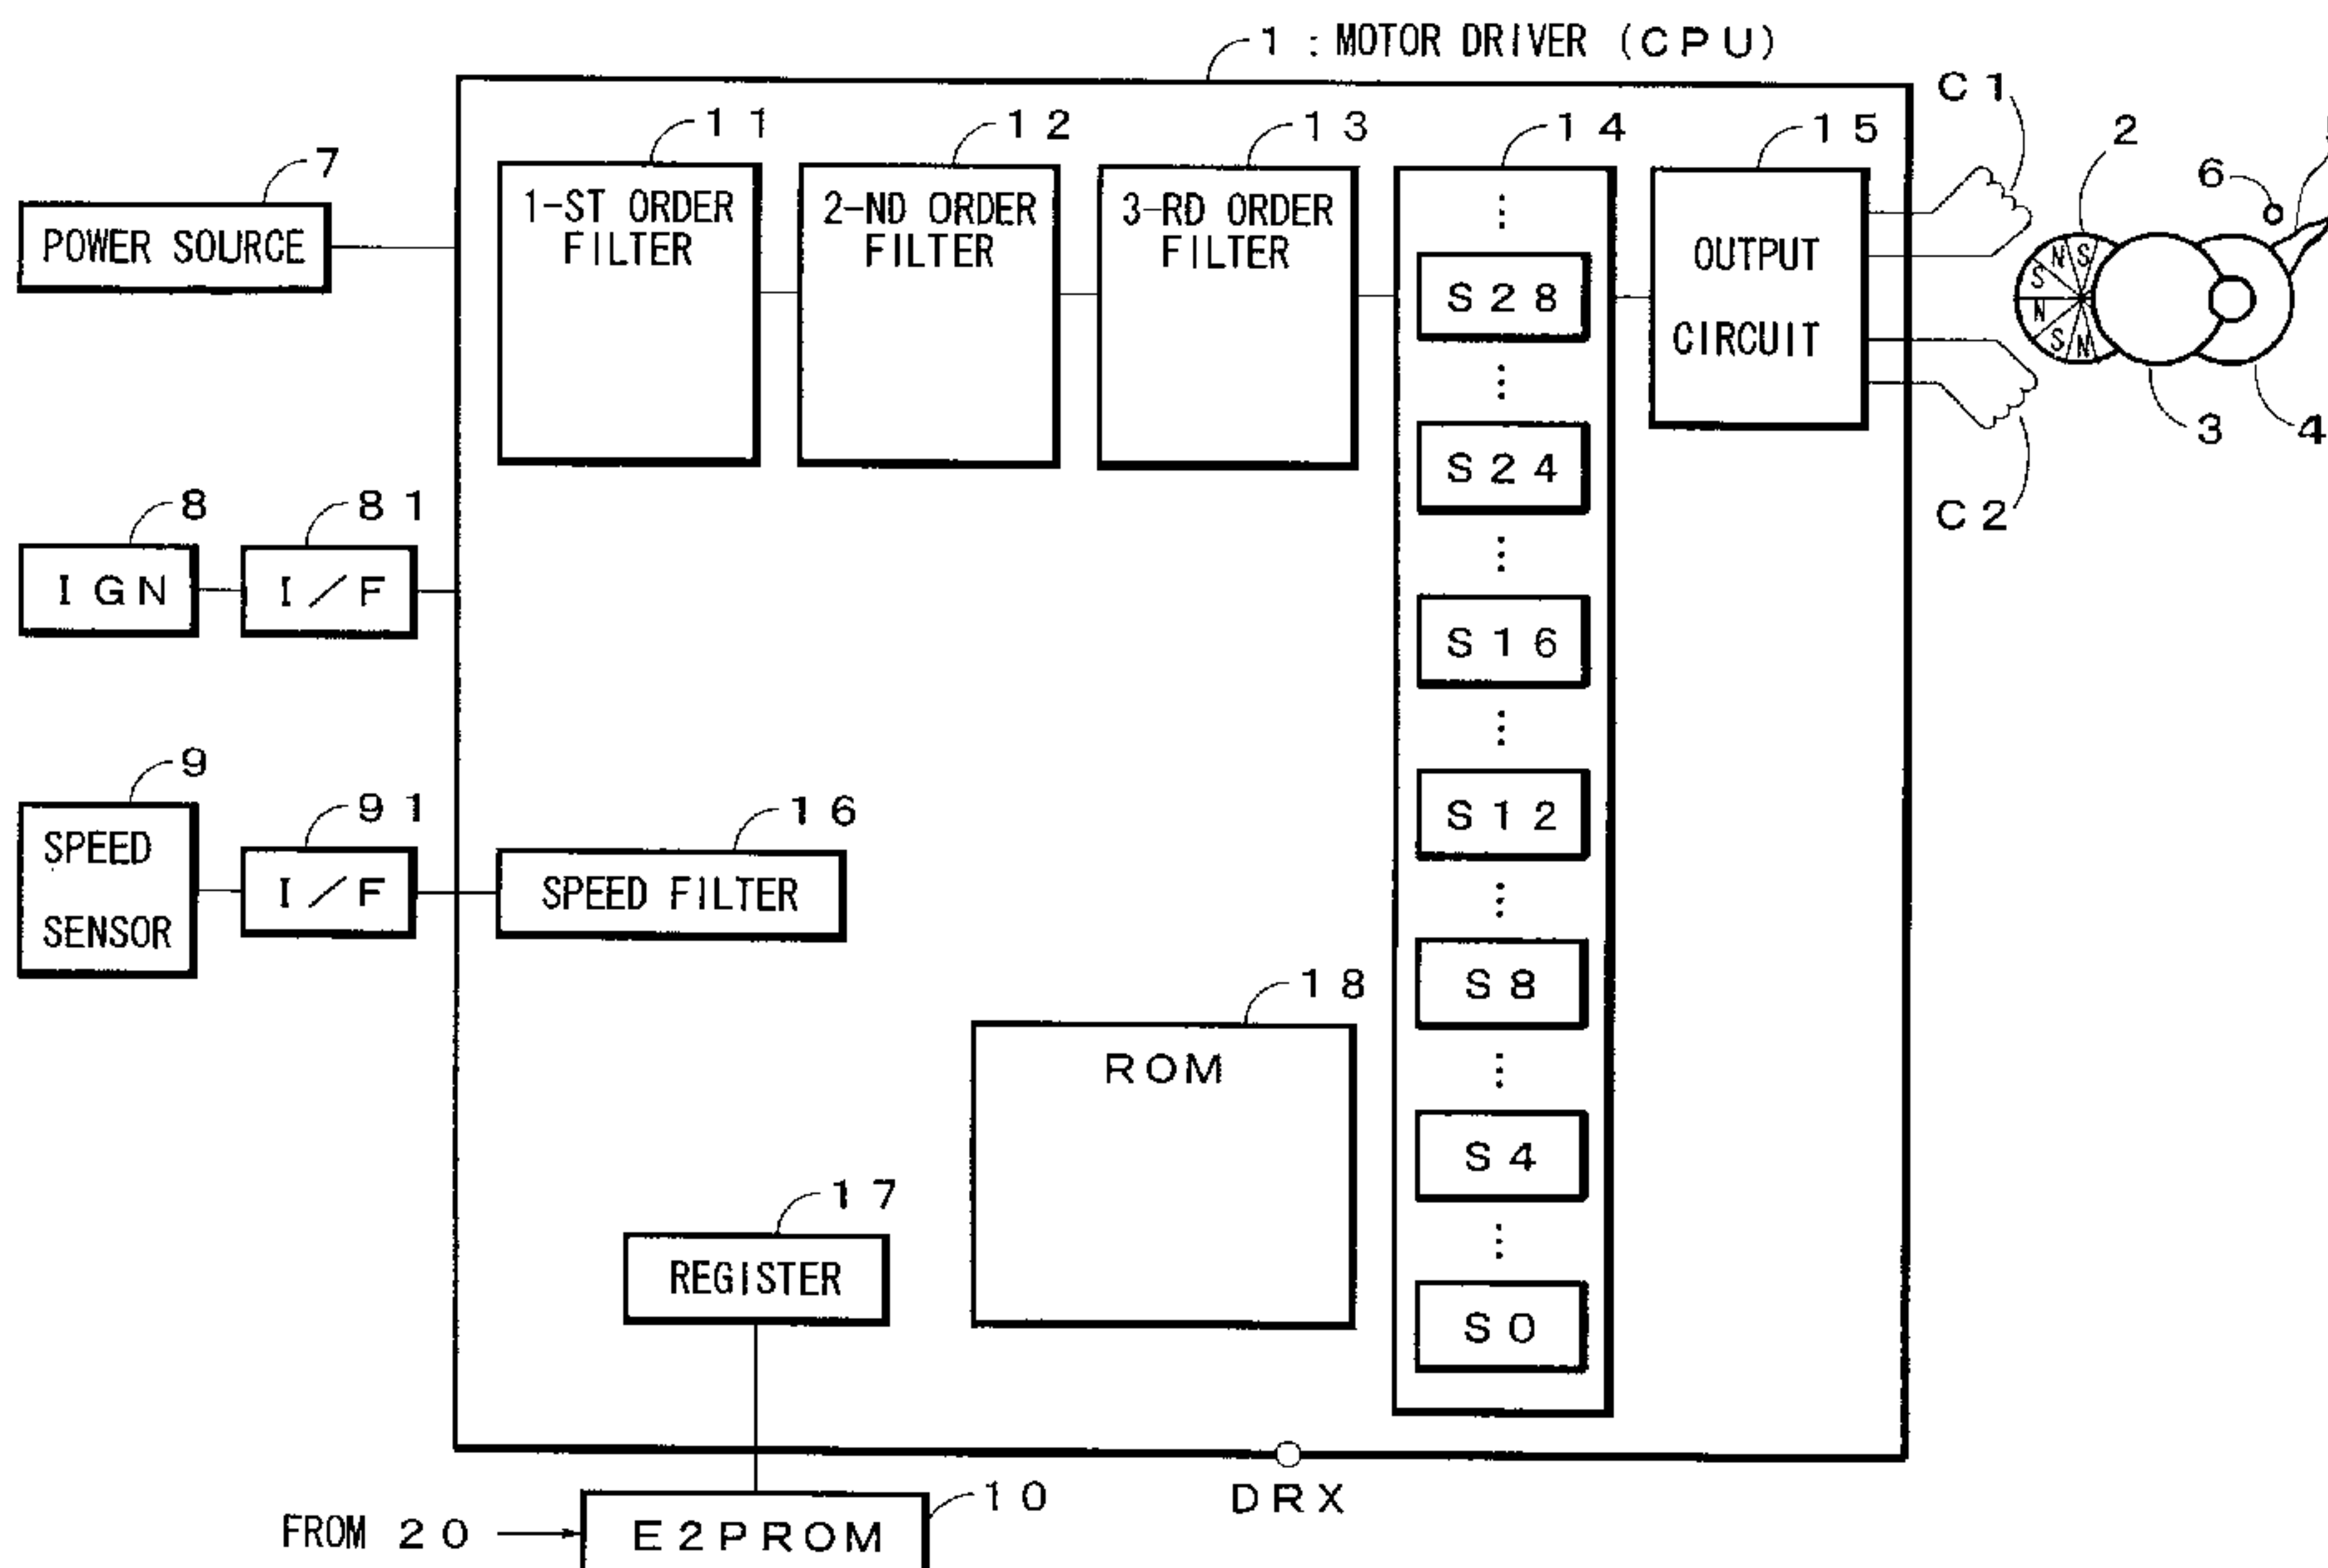 1 : MOTOR DRIVER (CPU)
C1
11
12
13
14
15
2
7
6
1-ST ORDER
FILTER
2-ND ORDER
FILTER
3-RD ORDER
FILTER
POWER SOURCE
OUTPUT
CIRCUIT
S28
S N S N S N
3
4
S24
8
81
C2
IGN
I/F
S16
9
91
16
S12
SPEED
SENSOR
I/F
SPEED FILTER
18
S8
ROM
17
S4
REGISTER
S0
10
DRX
FROM 20
E2PROM